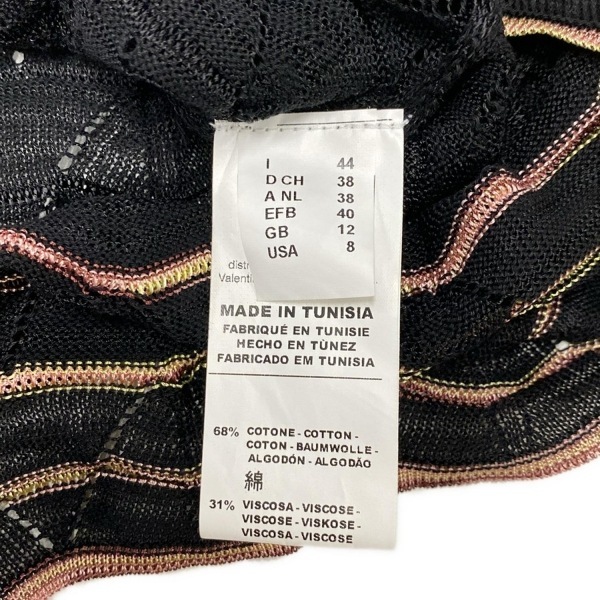 I 44
D CH 38
A NL 38
EFB 40
GB 12
USA 8
MADE IN TUNISIA
FABRIQUÉ EN TUNISIE
HECHO EN TÙNEZ
FABRICADO EM TUNISIA
68% COTONE - COTTON -
COTON - BAUMWOLLE -
ALGODÓN - ALGODÃO
綿
31% VISCOSA - VISCOSE -
VISCOSE - VISKOSE -
VISCOSA - VISCOSE